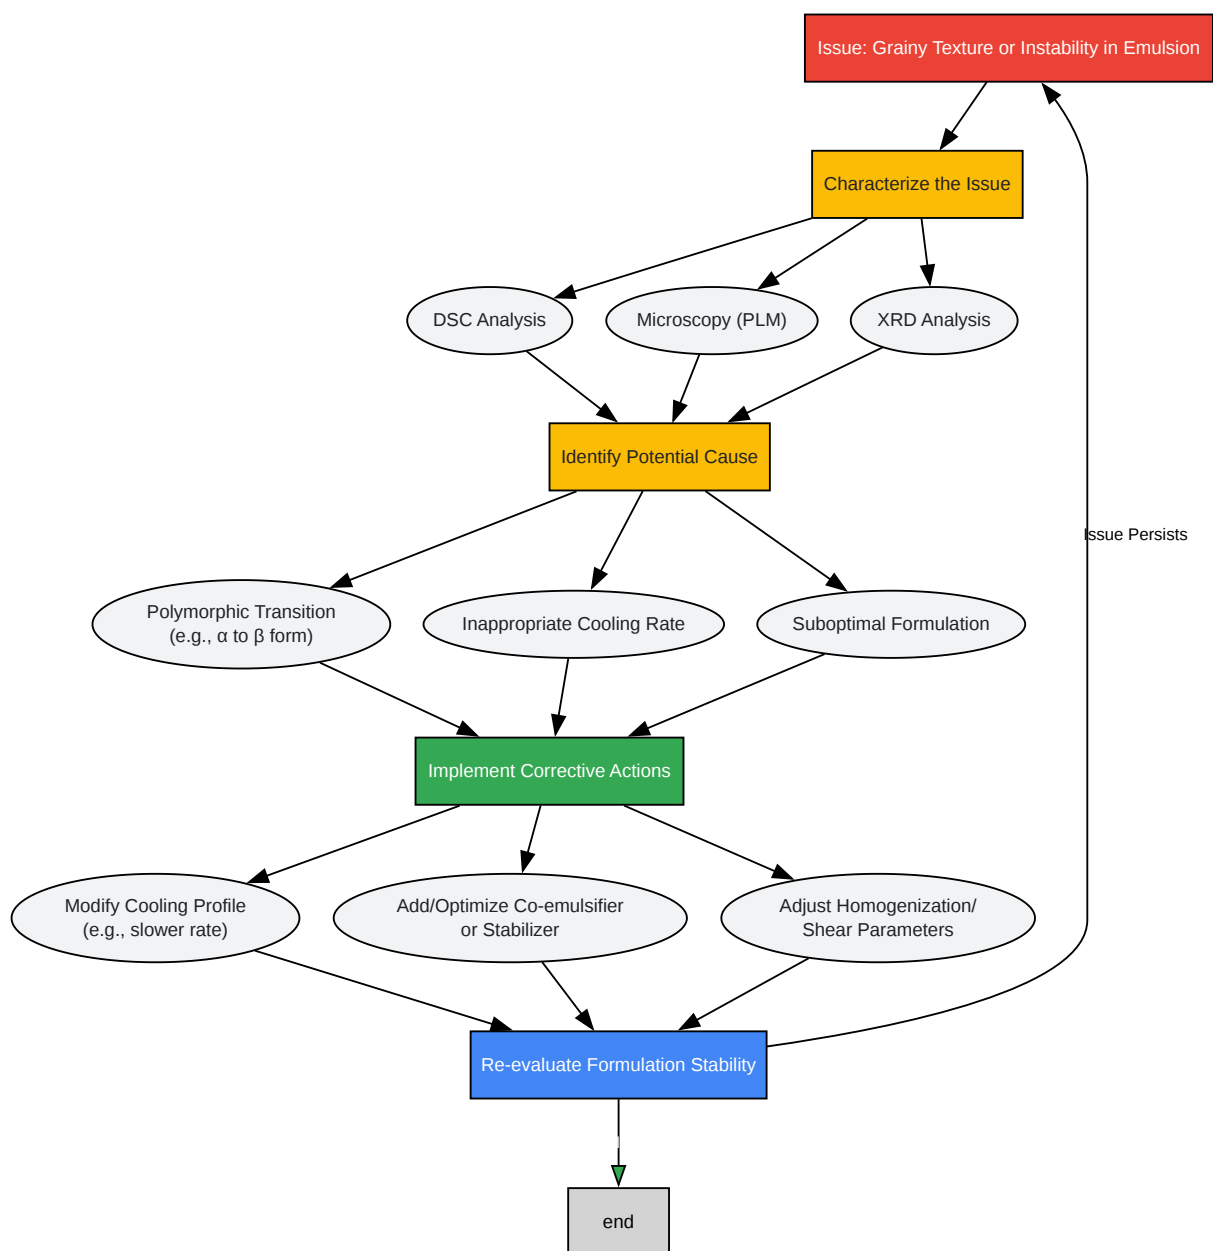 Issue: Grainy Texture or Instability in Emulsion
Characterize the Issue
DSC Analysis
Microscopy (PLM)
XRD Analysis
Identify Potential Cause
Issue Persists
Polymorphic Transition
(e.g., α to β form)
Inappropriate Cooling Rate
Suboptimal Formulation
Implement Corrective Actions
Modify Cooling Profile
(e.g., slower rate)
Add/Optimize Co-emulsifier
or Stabilizer
Adjust Homogenization/
Shear Parameters
Re-evaluate Formulation Stability
end